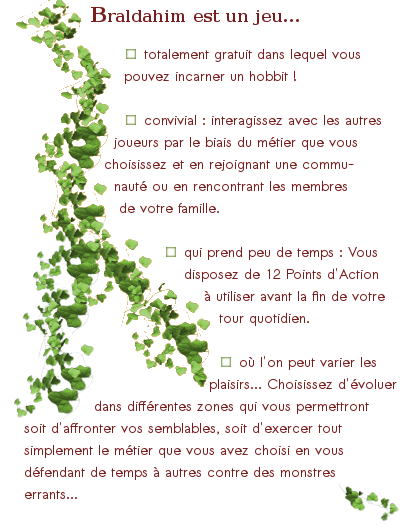 Braldahim est un jeu...
totalement gratuit dans lequel vous
pouvez incarner un hobbit !
convivial : interagissez avec les autres
joueurs par le biais du métier que vous
choisissez et en rejoignant une commu-
nauté ou en rencontrant les membres
de votre famille.
qui prend peu de temps : Vous
disposez de 12 Points d'Action
à utiliser avant la fin de votre
tour quotidien.
où l'on peut varier les
plaisirs... Choisissez d'évoluer
dans différentes zones qui vous permettront
soit d'affronter vos semblables, soit d'exercer tout
simplement le métier que vous avez choisi en vous
défendant de temps à autres contre des monstres
errants...